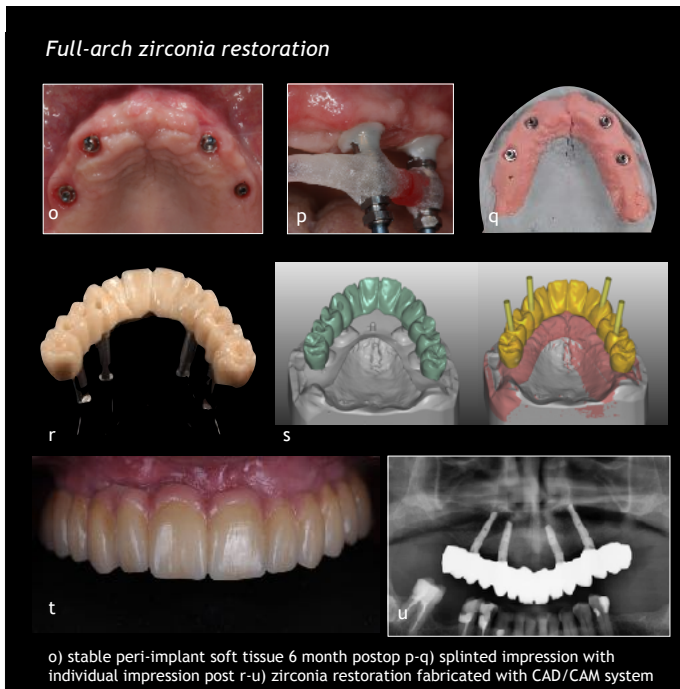 Full-arch zirconia restoration
o
p
q
r
s
t
u
o) stable peri-implant soft tissue 6 month postop p-q) splinted impression with
individual impression post r-u) zirconia restoration fabricated with CAD/CAM system